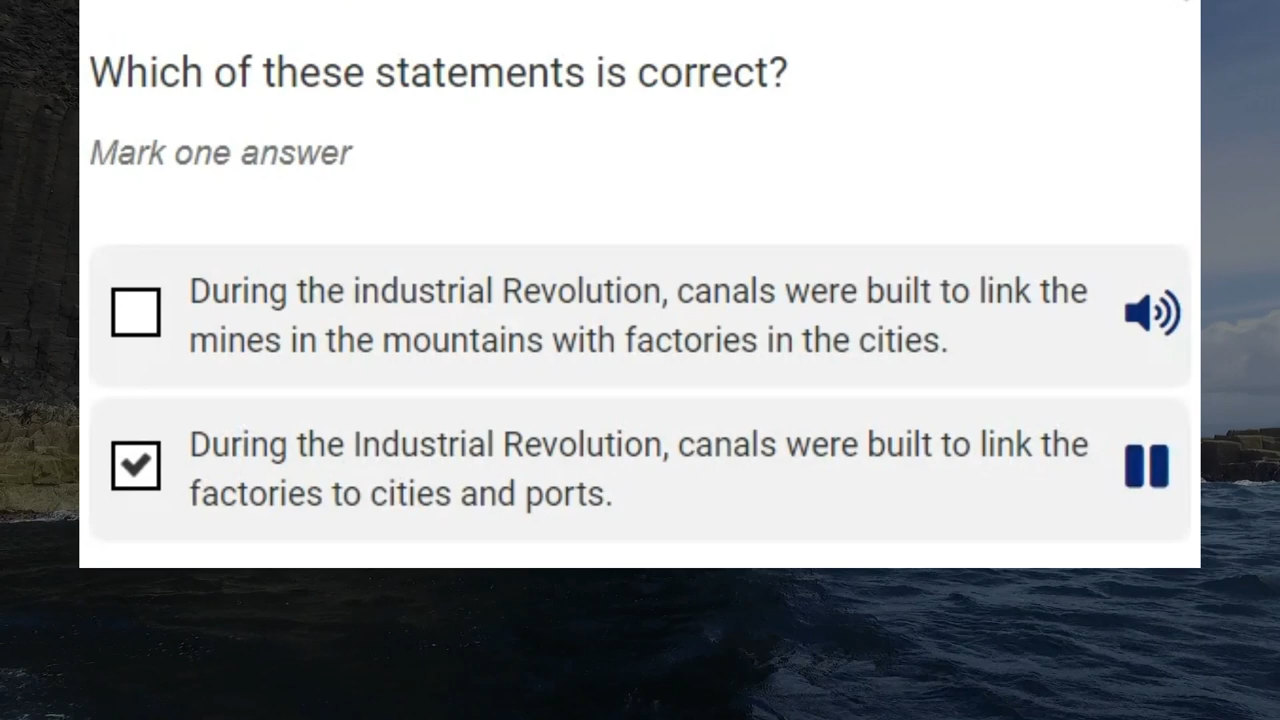 Which of these statements is correct?
Mark one answer
During the industrial Revolution, canals were built to link the
mines in the mountains with factories in the cities.
During the Industrial Revolution, canals were built to link the
factories to cities and ports.